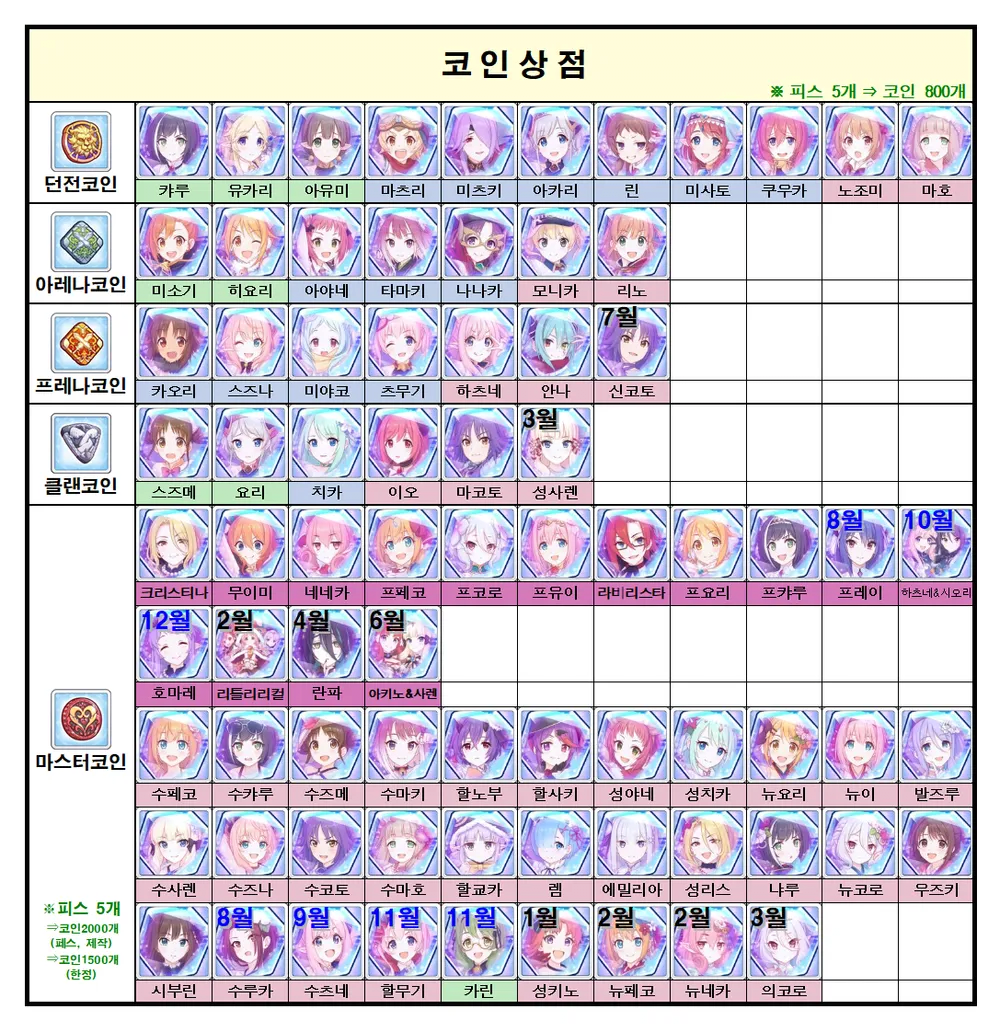 코인상점
※ 피스 5개 ⇒ 코인 800개
던전코인
캬루 유카리 아유미 마츠리 미츠키 아카리 린 미사토 쿠우카 노조미 마호
아레나코인
미소기 히요리 아야네 타마키 나나카 모니카 리노
7월
프레나코인
카오리 스즈나 미야코 츠무기 하츠네 안나 신코토
3월
클랜코인
스즈메 요리 치카 이오 마코토 성사렌
8월 10월
크리스티나 무이미 네네카 프페코 프코로 프유이 라비리스타 프요리 프캬루 프레이 하츠네&시오리
12월 2월 4월 6월
호마레 리틀리리컬 란파 아키노&사렌
마스터코인
수페코 수캬루 수즈메 수마키 할노부 할사키 성야네 성치카 뉴요리 뉴이 발즈루
수사렌 수즈나 수코토 수마호 할쿄카 렘 에밀리아 성리스 냐루 뉴코로 우즈키
※피스 5개
⇒코인2000개
(페스, 제작)
⇒코인1500개
(한정)
8월 9월 11월 11월 1월 2월 2월 3월
시부린 수루카 수츠네 할무기 카린 성키노 뉴페코 뉴네카 의코로